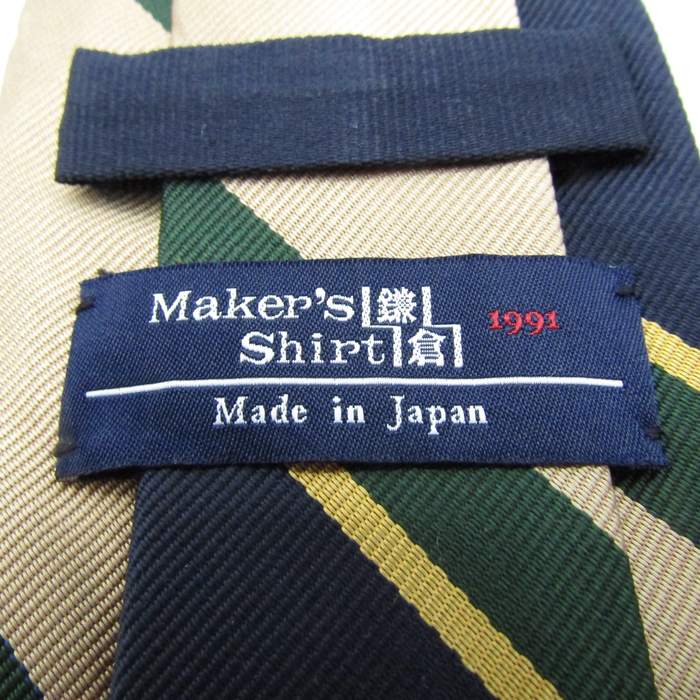 Maker's 鎌 1991
Shirt 倉
Made in Japan